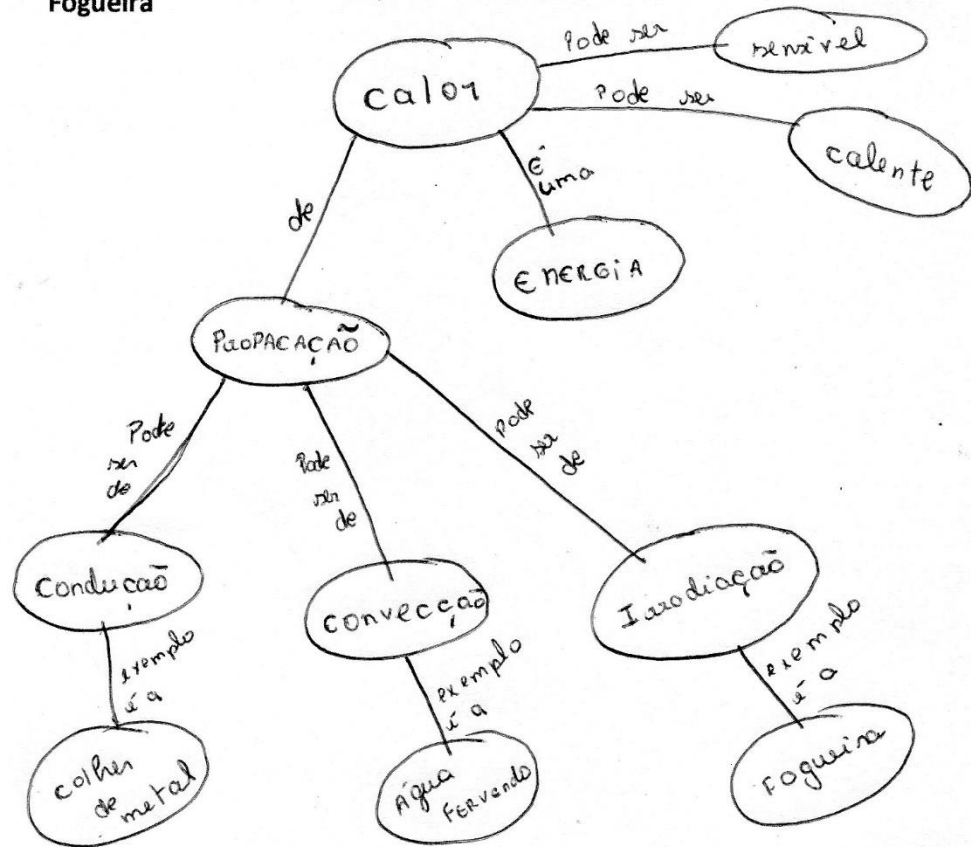 Fogueira
Pode ser
sensível
calor
Pode ser
calente
É
uma
de
ENERGIA
PROPACAÇÃO
Pode
ser
de
Pode
ser
de
Pode
ser
de
Condução
Convecção
Irradiação
exemplo
é a
exemplo
é a
exemplo
é a
colher
de
metal
Água
FERVendo
Fogueira